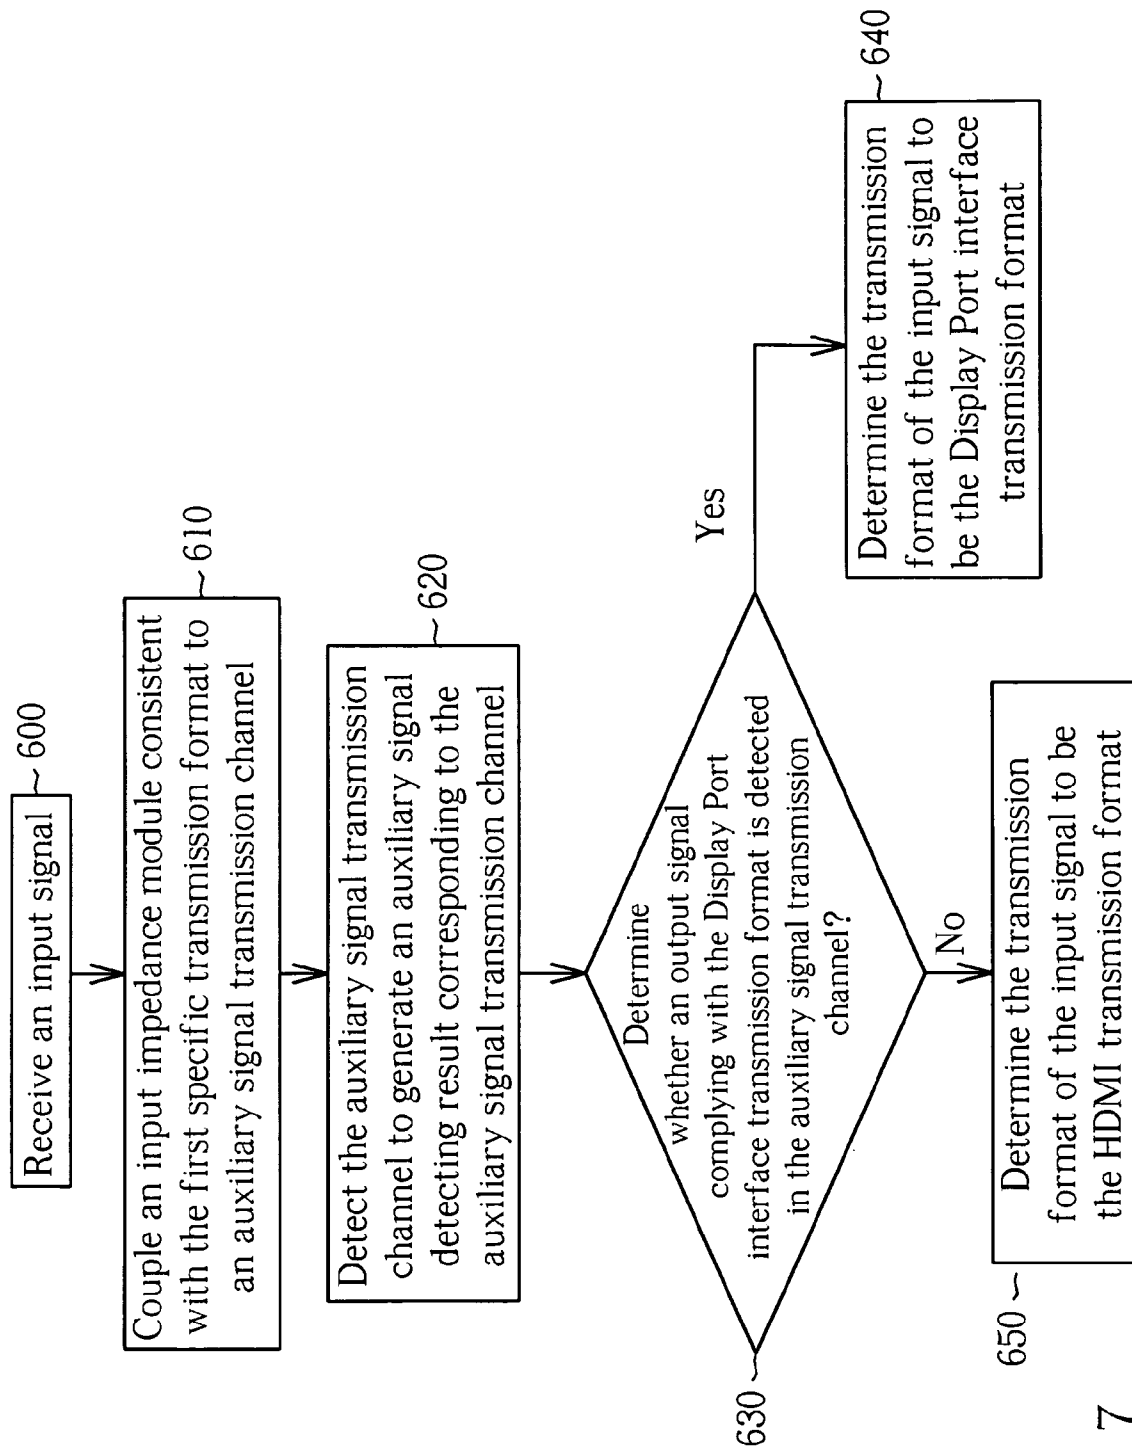 Receive an input signal
600
Couple an input impedance module consistent
with the first specific transmission format to
an auxiliary signal transmission channel
610
Detect the auxiliary signal transmission
channel to generate an auxiliary signal
detecting result corresponding to the
auxiliary signal transmission channel
620
Determine
whether an output signal
complying with the Display Port
interface transmission format is detected
in the auxiliary signal transmission
channel?
630
Yes
Determine the transmission
format of the input signal to
be the Display Port interface
transmission format
640
No
Determine the transmission
format of the input signal to be
the HDMI transmission format
650
7